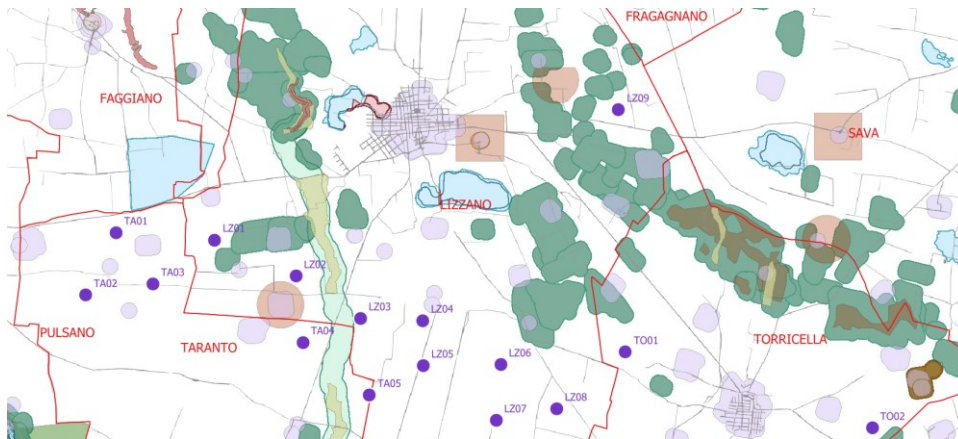 FRAGAGNANO
FAGGIANO
LZ09
SAVA
LIZZANO
TA01
LZ01
LZ02
TA03
TA02
LZ03
LZ04
PULSANO
TARANTO
TA04
TORRICELLA
TO01
LZ05
LZ06
TA05
LZ08
LZ07
TO02